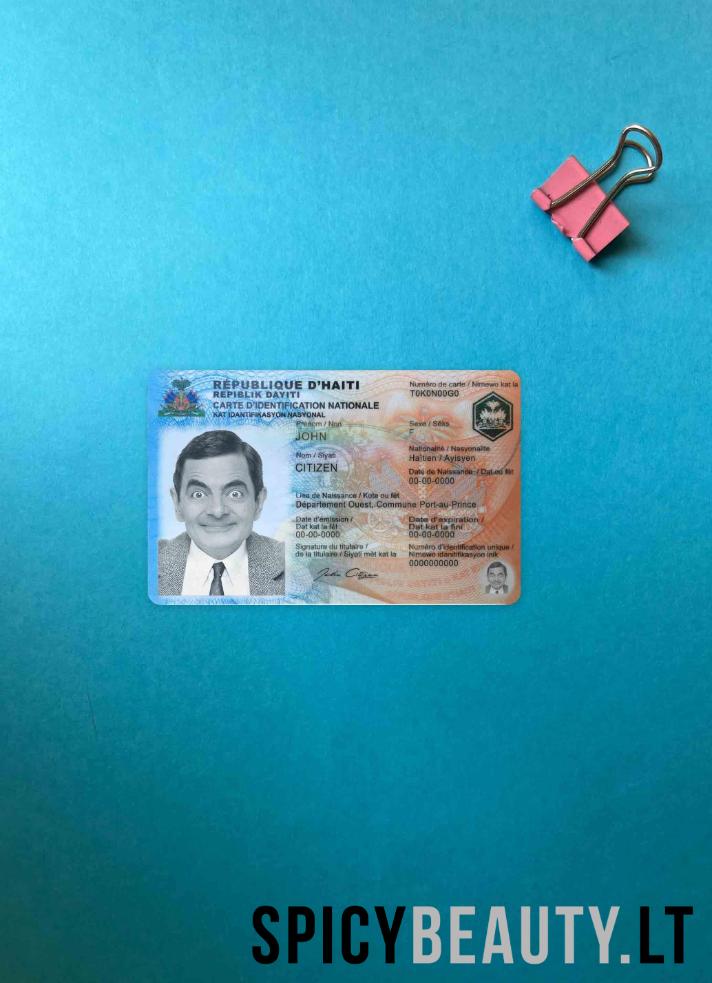 RÉPUBLIQUE D'HAITI
REPIBLIK DAYITI
CARTE D'IDENTIFICATION NATIONALE
KAT IDANTIFIKASYON NASYONAL
Numéro de carte / Nimewo kat la
T0K0N00G0
Prénom / Non
JOHN
Sexe / Sèks
F
Nom / Siyati
CITIZEN
Nationalité / Nasyonalite
Haïtien / Ayisyen
Date de Naissance / Dat ou fèt
00-00-0000
Lieu de Naissance / Kote ou fèt
Département Ouest, Commune Port-au-Prince
Date d'émission /
Dat kat la fèt
00-00-0000
Date d'expiration /
Dat kat la fini
00-00-0000
Signature du titulaire /
de la titulaire / Siyati mèt kat la
John Citizen
Numéro d'identification unique /
Nimewo idantifikasyon inik
0000000000
SPICYBEAUTY.LT